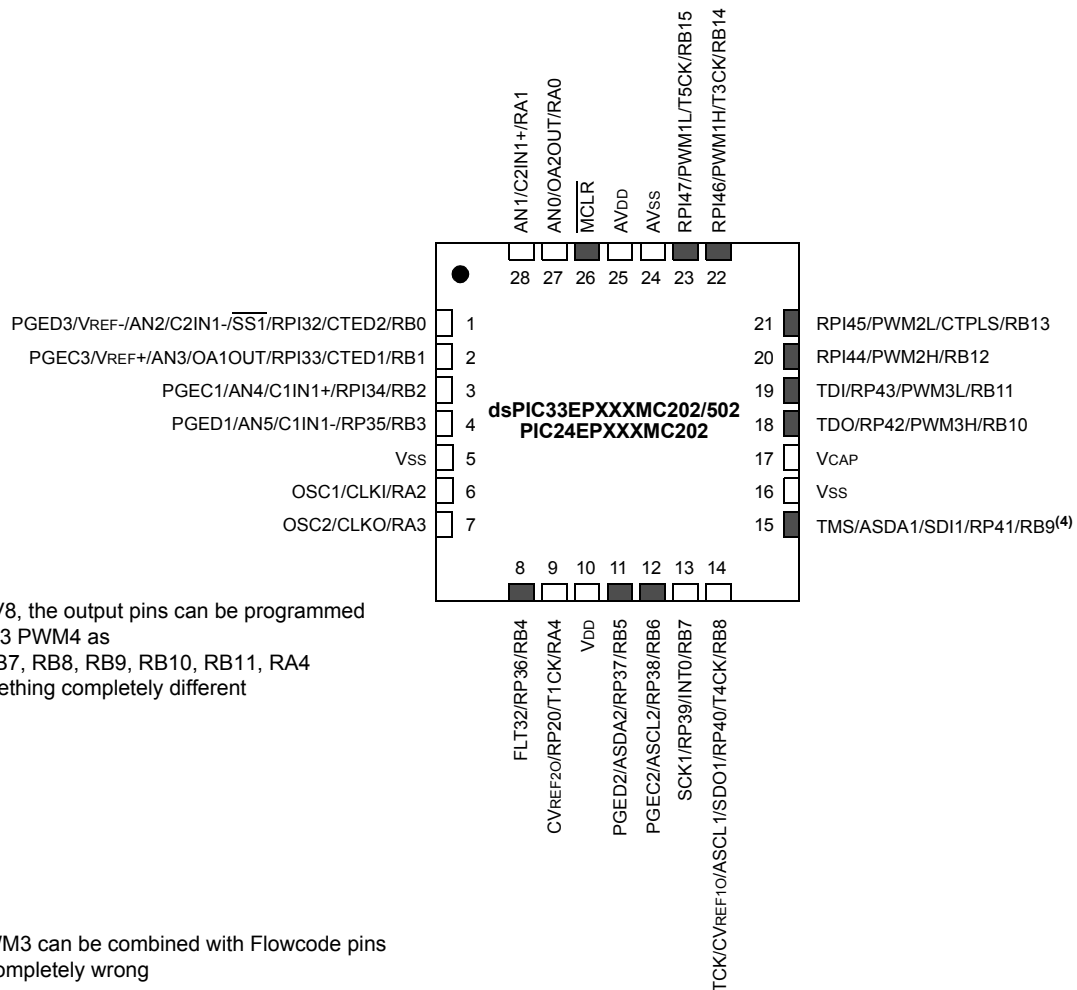 RPI47/PWM1L/T5CK/RB15
RPI46/PWM1H/T3CK/RB14
AN1/C2IN1+/RA1
AN0/OA2OUT/RA0
MCLR
AVDD
AVSS
28 27 26 25 24 23 22
PGED3/VREF-/AN2/C2IN1-/SS1/RPI32/CTED2/RB0 1
PGEC3/VREF+/AN3/OA1OUT/RPI33/CTED1/RB1 2
PGEC1/AN4/C1IN1+/RPI34/RB2 3
PGED1/AN5/C1IN1-/RP35/RB3 4
VSS 5
OSC1/CLKI/RA2 6
OSC2/CLKO/RA3 7
dsPIC33EPXXXMC202/502
PIC24EPXXXMC202
21 RPI45/PWM2L/CTPLS/RB13
20 RPI44/PWM2H/RB12
19 TDI/RP43/PWM3L/RB11
18 TDO/RP42/PWM3H/RB10
17 VCAP
16 VSS
15 TMS/ASDA1/SDI1/RP41/RB9(4)
8 9 10 11 12 13 14
FLT32/RP36/RB4
CVREF2O/RP20/T1CK/RA4
VDD
PGED2/ASDA2/RP37/RB5
PGEC2/ASCL2/RP38/RB6
SCK1/RP39/INT0/RB7
TCK/CVREF1O/ASCL1/SDO1/RP40/T4CK/RB8
V8, the output pins can be programmed
3 PWM4 as
B7, RB8, RB9, RB10, RB11, RA4
ething completely different
M3 can be combined with Flowcode pins
ompletely wrong